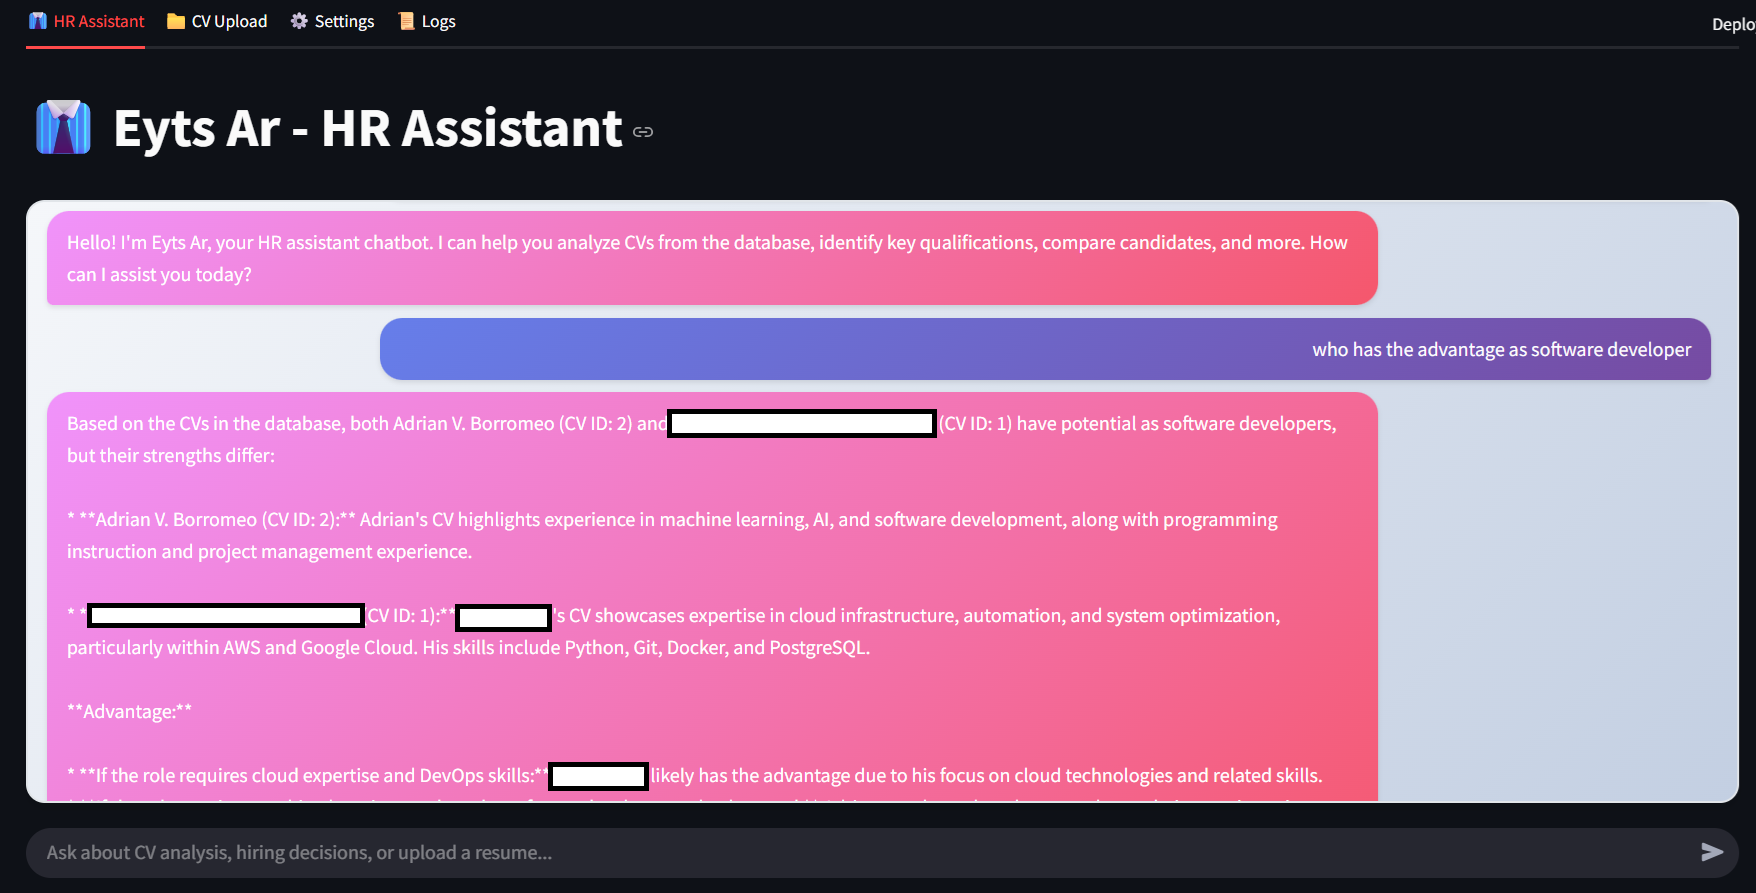 HR Assistant CV Upload Settings Logs
Deplo
Eyts Ar - HR Assistant
Hello! I'm Eyts Ar, your HR assistant chatbot. I can help you analyze CVs from the database, identify key qualifications, compare candidates, and more. How
can I assist you today?
who has the advantage as software developer
Based on the CVs in the database, both Adrian V. Borromeo (CV ID: 2) and (CV ID: 1) have potential as software developers,
but their strengths differ:
* **Adrian V. Borromeo (CV ID: 2):** Adrian's CV highlights experience in machine learning, AI, and software development, along with programming
instruction and project management experience.
* * (CV ID: 1):** 's CV showcases expertise in cloud infrastructure, automation, and system optimization,
particularly within AWS and Google Cloud. His skills include Python, Git, Docker, and PostgreSQL.
**Advantage:**
* **If the role requires cloud expertise and DevOps skills:** likely has the advantage due to his focus on cloud technologies and related skills.
Ask about CV analysis, hiring decisions, or upload a resume...